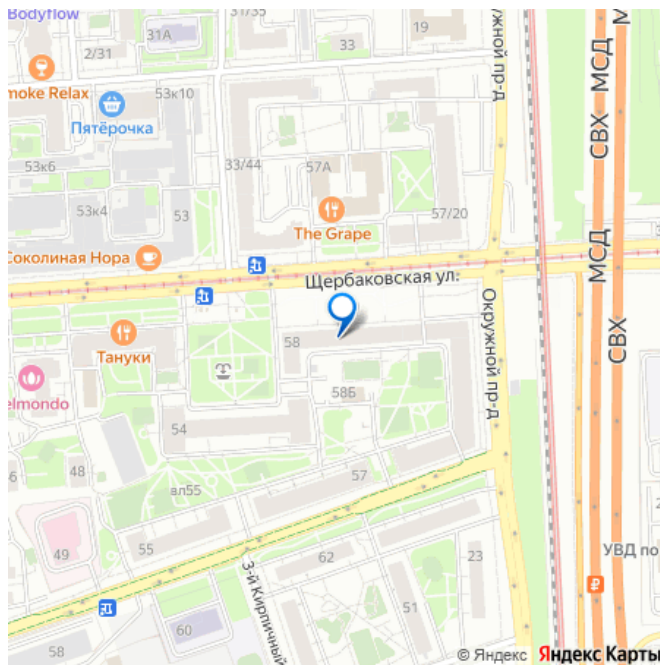 Bodyflow
31А
31/35
33
19
2/31
53к10
moke Relax
Пятёрочка
53к6
33/44
57А
53к4
53
57/20
The Grape
Соколиная Нора
Щербаковская ул.
Окружной пр-д
Тануки
58
58Б
elmondo
54
48
57
вл55
49
55
62
23
3-й Кирпичный
51
60
58
УВД по
МСД
СВХ
МСД
СВХ
МСД
СВХ
© Яндекс Яндекс Карты